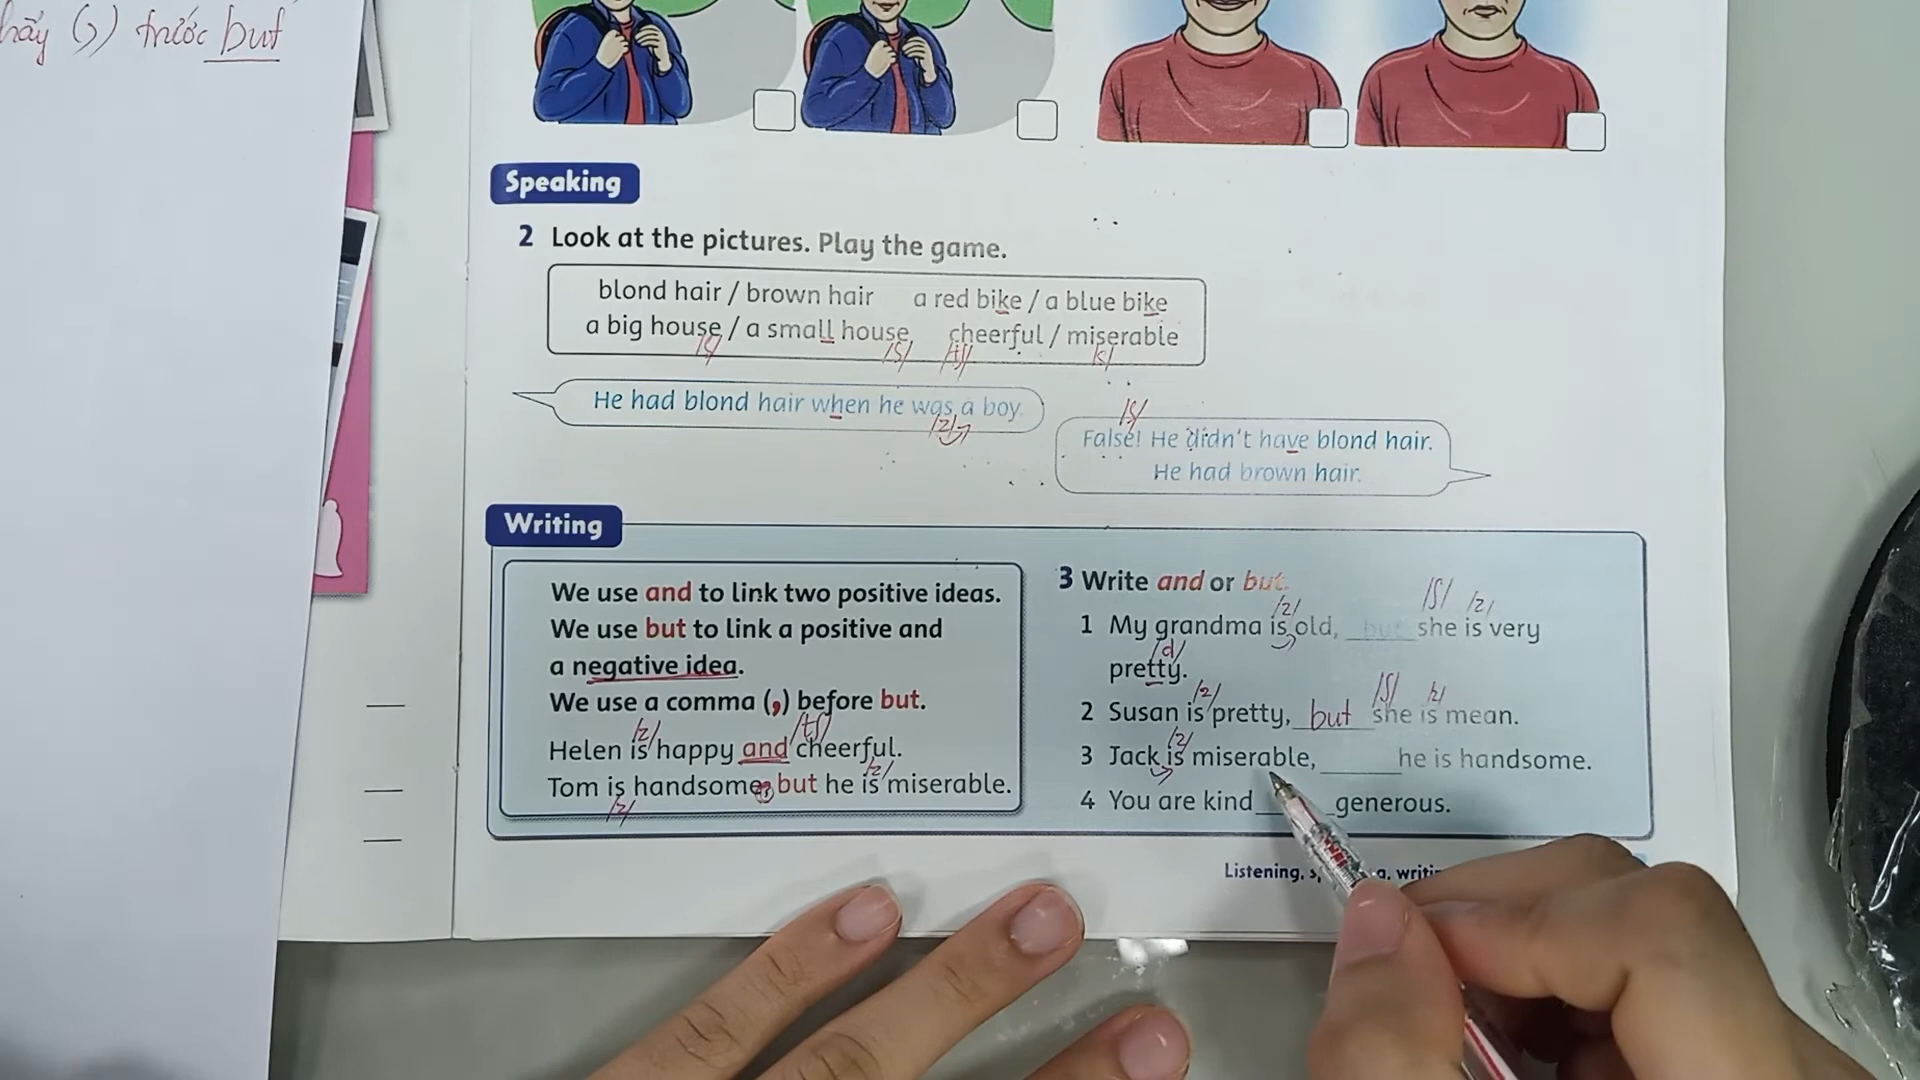 hãy (,) trước but
Speaking
2 Look at the pictures. Play the game.
blond hair / brown hair a red bike / a blue bike
a big house / a small house cheerful / miserable
/s/ /s/ /tʃ/
He had blond hair when he was a boy.
/z/
/s/
False! He didn't have blond hair.
He had brown hair.
Writing
We use and to link two positive ideas.
We use but to link a positive and
a negative idea.
We use a comma (,) before but.
/z/ /tʃ/
Helen is happy and cheerful.
/z/
Tom is handsome, but he is miserable.
/z/
3 Write and or but.
/z/ /ʃ/ /z/
1 My grandma is old, but she is very
/d/
pretty.
/z/ /ʃ/ /z/
2 Susan is pretty, but she is mean.
/z/
3 Jack is miserable, ______ he is handsome.
4 You are kind ______ generous.
Listening,